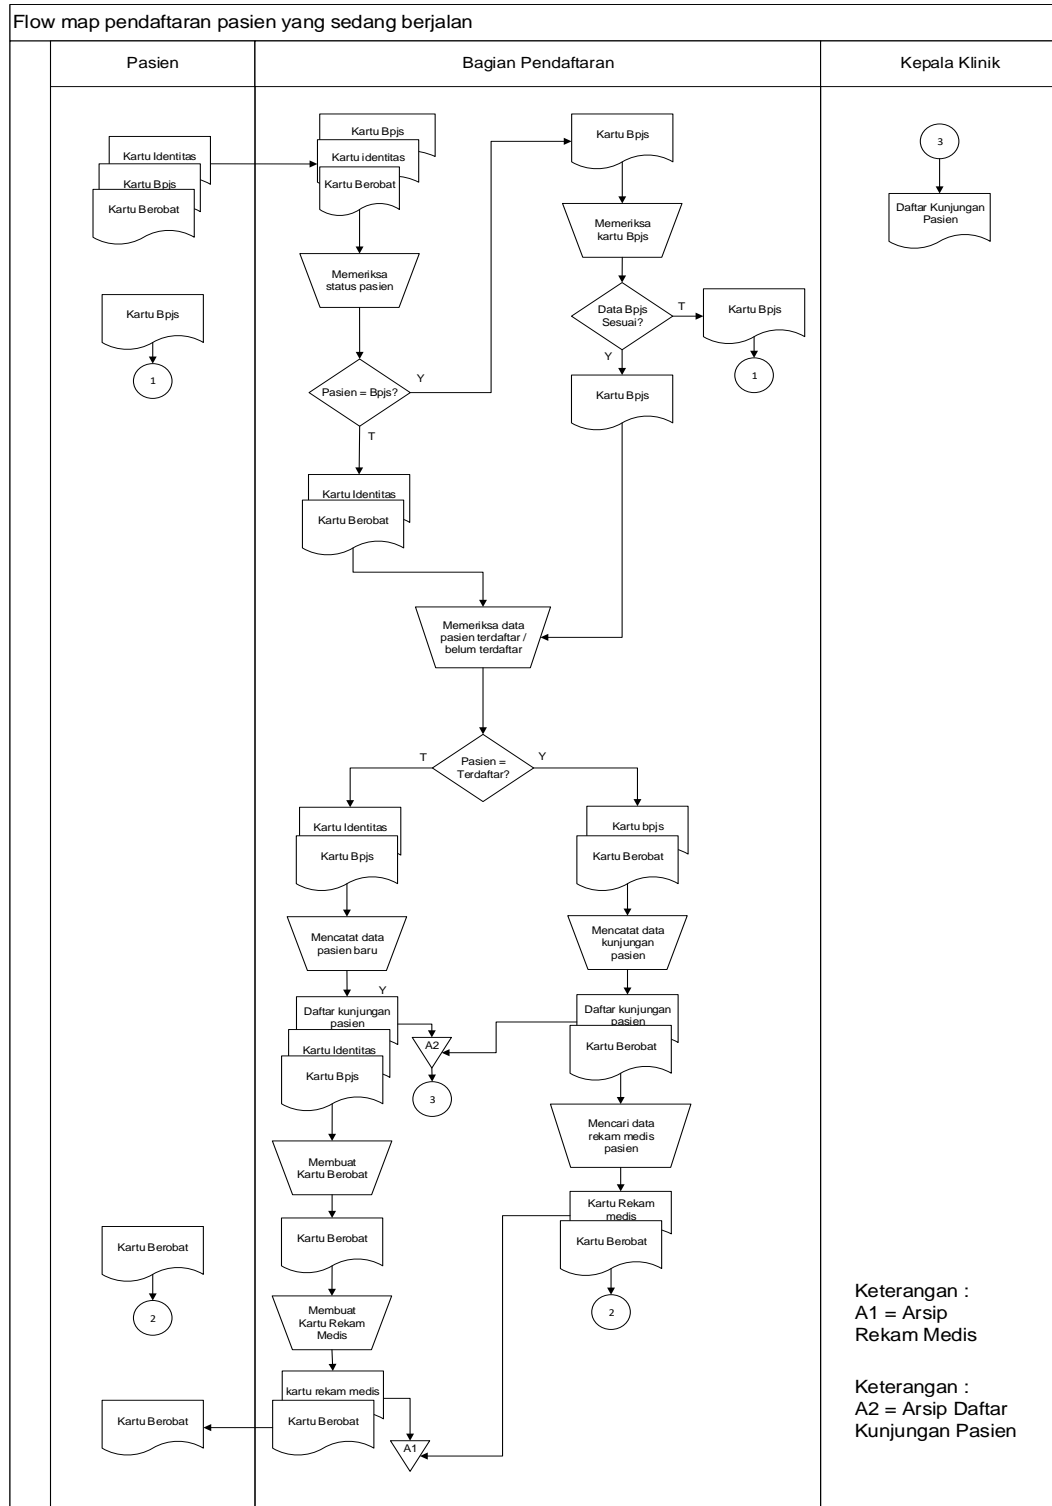 Flow map pendaftaran pasien yang sedang berjalan
Pasien
Bagian Pendaftaran
Kepala Klinik
Kartu Identitas
Kartu Bpjs
Kartu Berobat
Kartu Bpjs
Kartu identitas
Kartu Berobat
Kartu Bpjs
3
Daftar Kunjungan
Pasien
Memeriksa
kartu Bpjs
Memeriksa
status pasien
Kartu Bpjs
1
Data Bpjs
Sesuai?
T
Y
Kartu Bpjs
1
Pasien = Bpjs?
Y
T
Kartu Bpjs
Kartu Identitas
Kartu Berobat
Memeriksa data
pasien terdaftar /
belum terdaftar
Pasien =
Terdaftar?
T
Y
Kartu Identitas
Kartu Bpjs
Kartu bpjs
Kartu Berobat
Mencatat data
pasien baru
Mencatat data
kunjungan
pasien
Y
Daftar kunjungan
pasien
Kartu Identitas
Kartu Bpjs
A2
3
Daftar kunjungan
pasien
Kartu Berobat
Mencari data
rekam medis
pasien
Membuat
Kartu Berobat
Kartu Rekam
medis
Kartu Berobat
2
Kartu Berobat
Kartu Berobat
2
Membuat
Kartu Rekam
Medis
kartu rekam medis
Kartu Berobat
A1
Kartu Berobat
Keterangan :
A1 = Arsip
Rekam Medis
Keterangan :
A2 = Arsip Daftar
Kunjungan Pasien